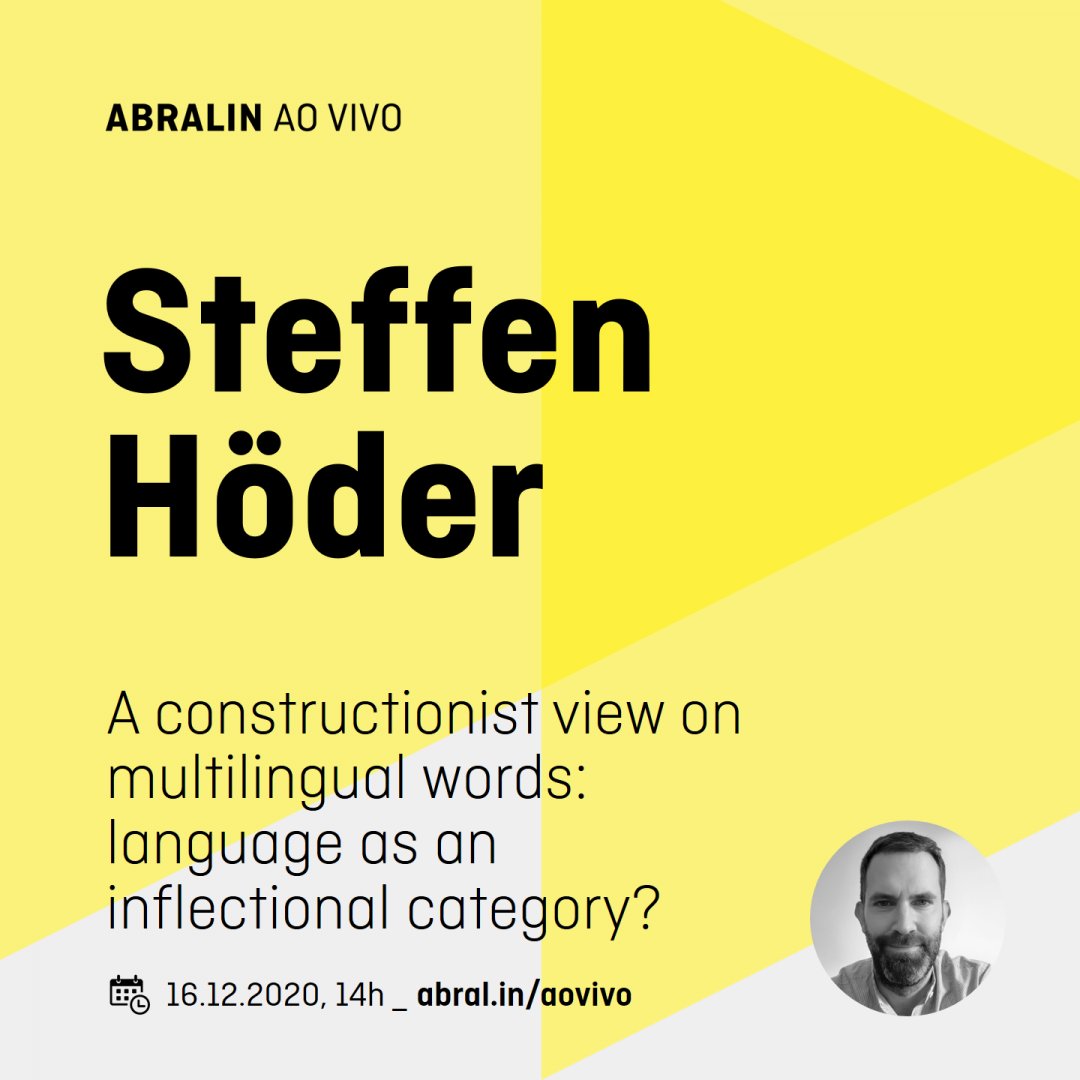 ABRALIN AO VIVO
Steffen
Höder
A constructionist view on
multilingual words:
language as an
inflectional category?
16.12.2020, 14h _ abral.in/aovivo